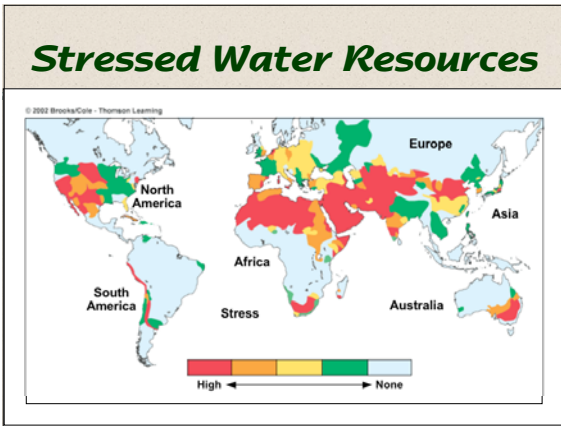 Stressed Water Resources
© 2002 Brooks/Cole - Thomson Learning
Europe
North
America
Asia
Africa
South
America
Stress
Australia
High
None